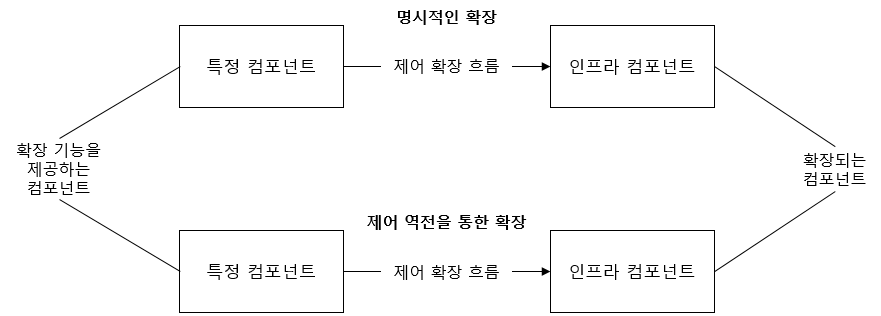 명시적인 확장
특정 컴포넌트
제어 확장 흐름
인프라 컴포넌트
확장 기능을
제공하는
컴포넌트
확장되는
컴포넌트
제어 역전을 통한 확장
특정 컴포넌트
제어 확장 흐름
인프라 컴포넌트